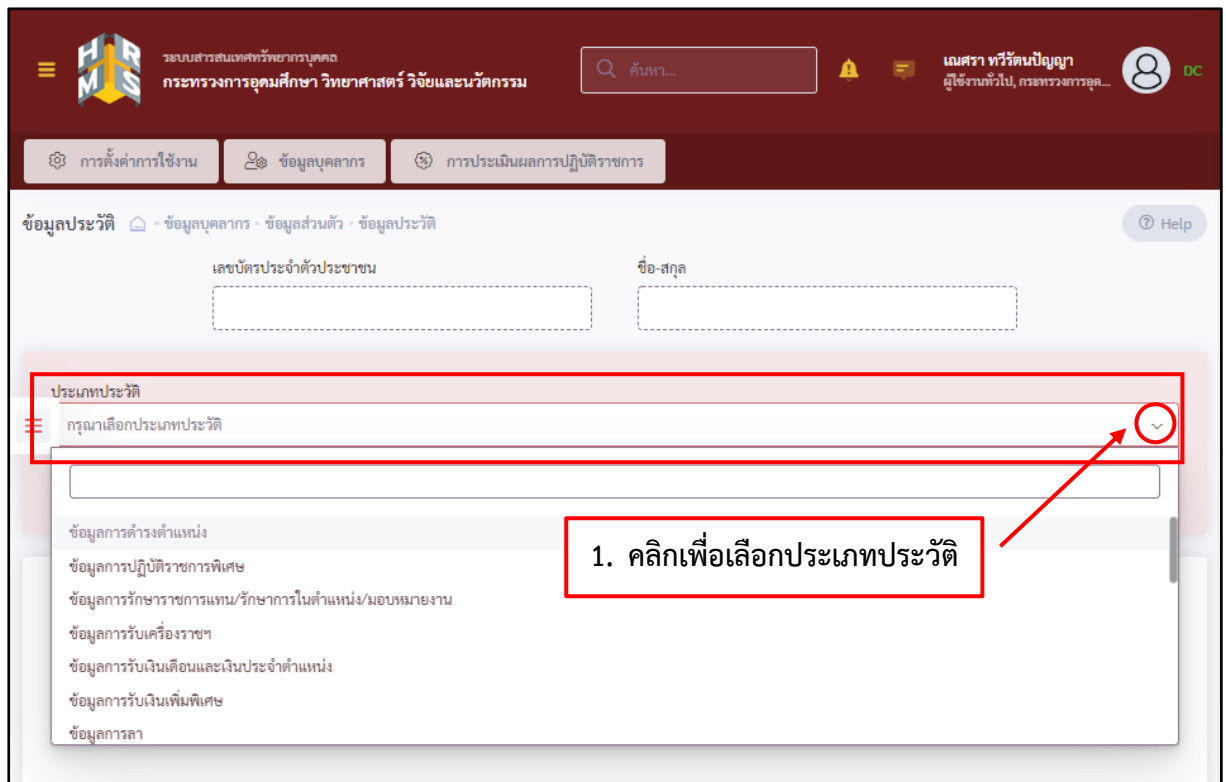 HR
MS
ระบบสารสนเทศทรัพยากรบุคคล
กระทรวงการอุดมศึกษา วิทยาศาสตร์ วิจัยและนวัตกรรม
ค้นหา...
เฌศรา ทวีรัตนปัญญา
ผู้ใช้งานทั่วไป, กระทรวงการอุด...
DC
การตั้งค่าการใช้งาน
ข้อมูลบุคลากร
การประเมินผลการปฏิบัติราชการ
ข้อมูลประวัติ - ข้อมูลบุคลากร - ข้อมูลส่วนตัว - ข้อมูลประวัติ
Help
เลขบัตรประจำตัวประชาชน
ชื่อ-สกุล
ประเภทประวัติ
กรุณาเลือกประเภทประวัติ
ข้อมูลการดำรงตำแหน่ง
1. คลิกเพื่อเลือกประเภทประวัติ
ข้อมูลการปฏิบัติราชการพิเศษ
ข้อมูลการรักษาราชการแทน/รักษาการในตำแหน่ง/มอบหมายงาน
ข้อมูลการรับเครื่องราชฯ
ข้อมูลการรับเงินเดือนและเงินประจำตำแหน่ง
ข้อมูลการรับเงินเพิ่มพิเศษ
ข้อมูลการลา